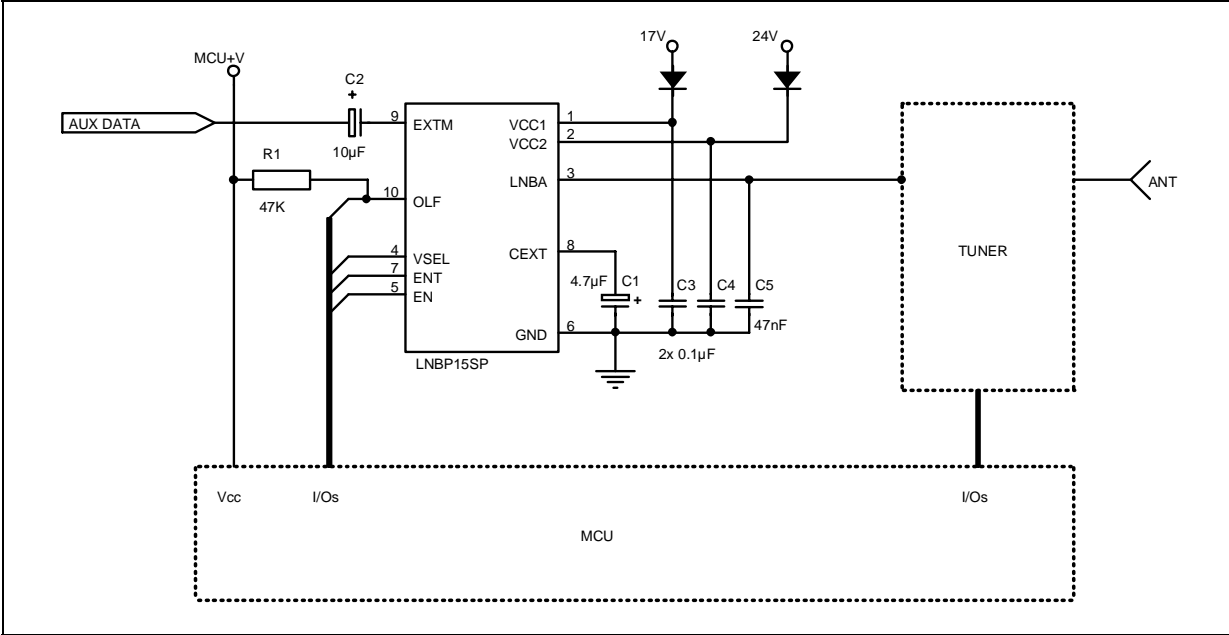 17V
24V
MCU+V
C2
+
AUX DATA
9
EXTM
VCC1
1
VCC2
2
10µF
R1
LNBA
3
ANT
47K
10
OLF
TUNER
4
VSEL
7
ENT
5
EN
CEXT
8
4.7µF
C1
+
C3
C4
C5
47nF
GND
6
2x 0.1µF
LNBP15SP
Vcc
I/Os
I/Os
MCU